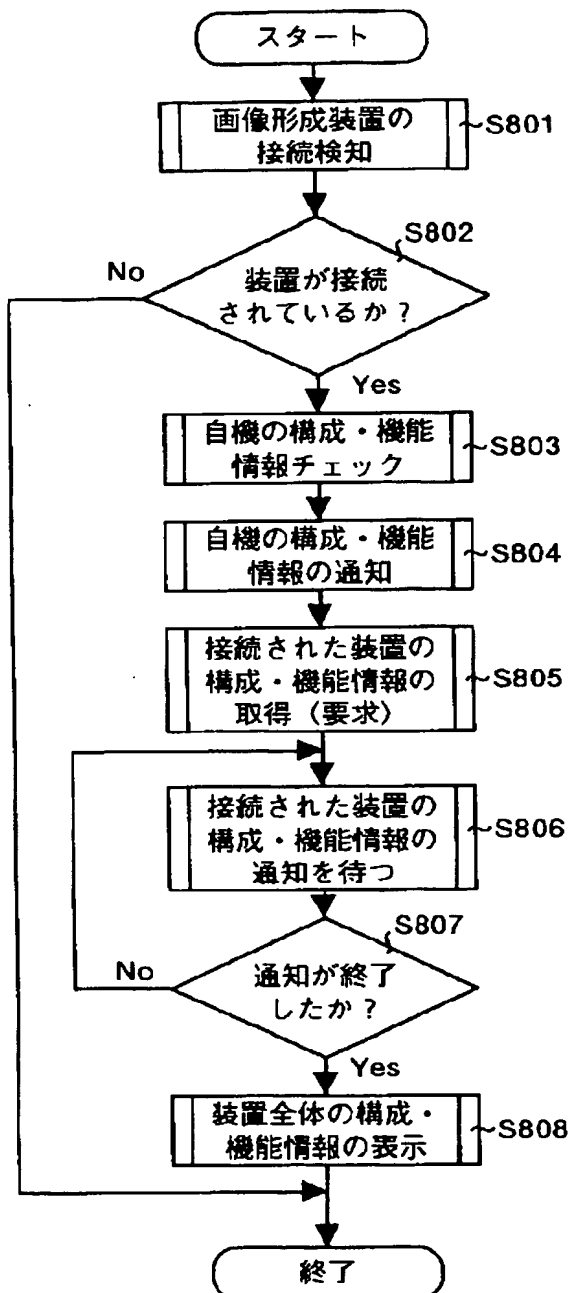 スタート
画像形成装置の
接続検知
S801
S802
No
装置が接続
されているか?
Yes
自機の構成・機能
情報チェック
S803
自機の構成・機能
情報の通知
S804
接続された装置の
構成・機能情報の
取得(要求)
S805
接続された装置の
構成・機能情報の
通知を待つ
S806
S807
No
通知が終了
したか?
Yes
装置全体の構成・
機能情報の表示
S808
終了